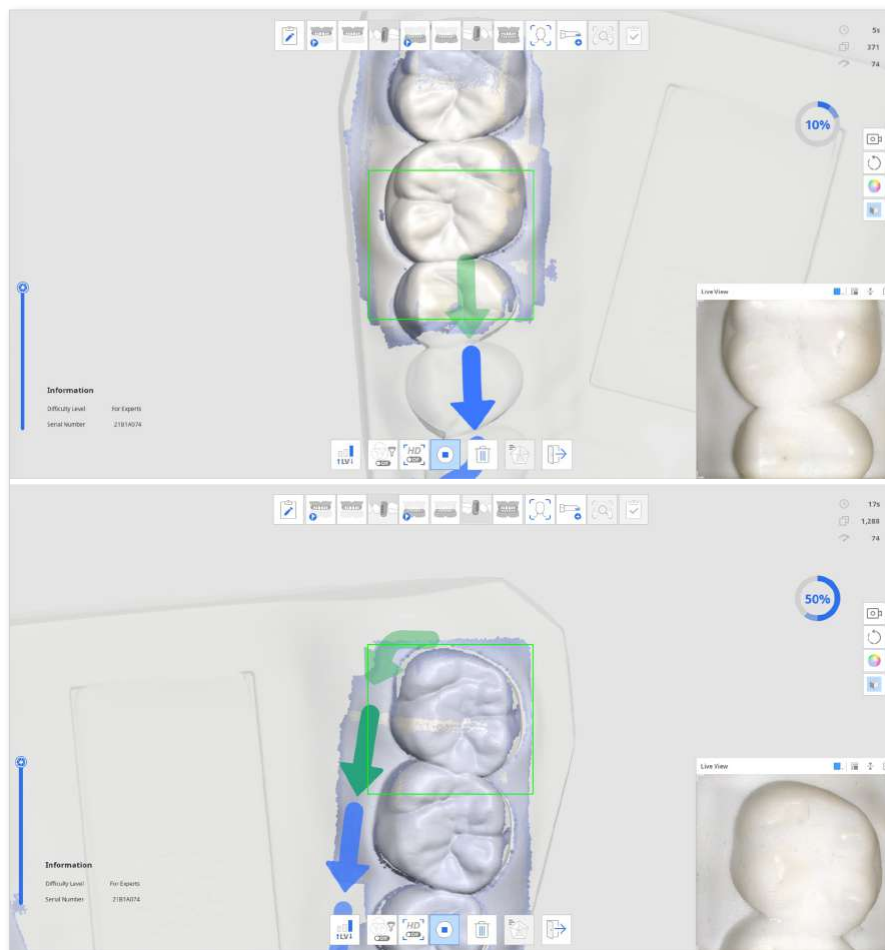 5s
371
74
10%
Live View
Information
Difficulty Level For Experts
Serial Number 21B1A074
HD
17s
1,288
74
50%
Live View
Information
Difficulty Level For Experts
Serial Number 21B1A074
HD